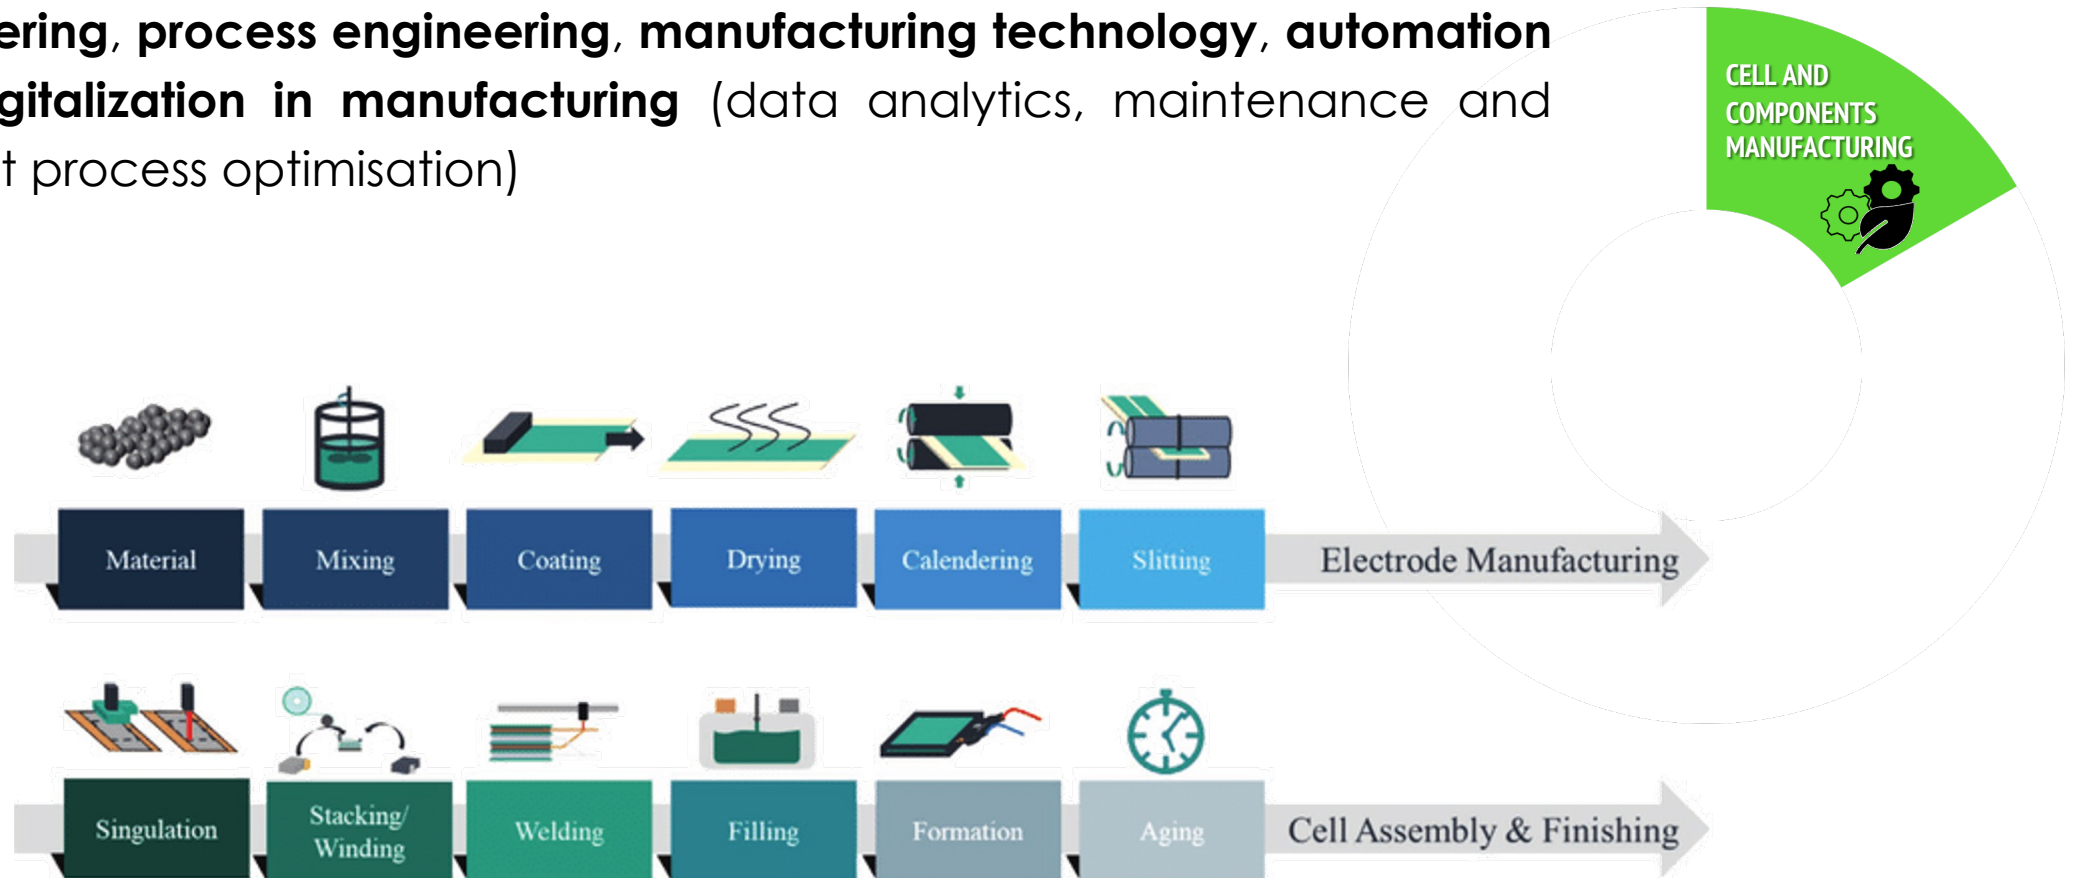 ering, process engineering, manufacturing technology, automation
gitalization in manufacturing (data analytics, maintenance and
t process optimisation)
CELL AND
COMPONENTS
MANUFACTURING
Material
Mixing
Coating
Drying
Calendering
Slitting
Electrode Manufacturing
Singulation
Stacking/
Winding
Welding
Filling
Formation
Aging
Cell Assembly & Finishing